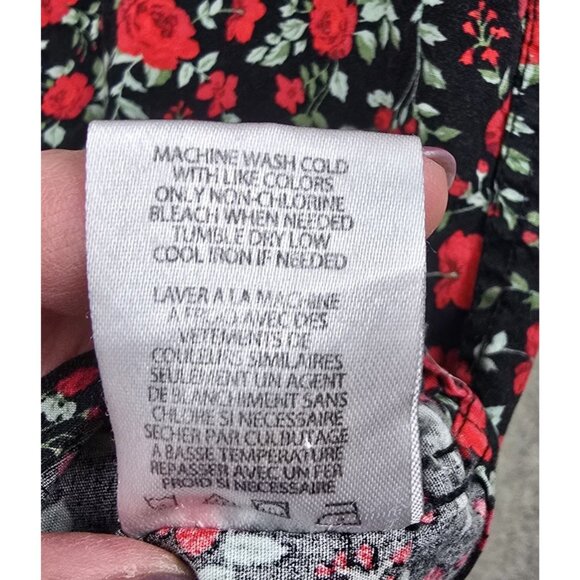 MACHINE WASH COLD
WITH LIKE COLORS
ONLY NON-CHLORINE
BLEACH WHEN NEEDED
TUMBLE DRY LOW
COOL IRON IF NEEDED
LAVER A LA MACHINE
A FROID AVEC DES
VETEMENTS DE
COULEURS SIMILAIRES
SEULEMENT UN AGENT
DE BLANCHIMENT SANS
CHLORE SI NECESSAIRE
SECHER PAR CULBUTAGE
A BASSE TEMPERATURE
REPASSER AVEC UN FER
FROID SI NECESSAIRE